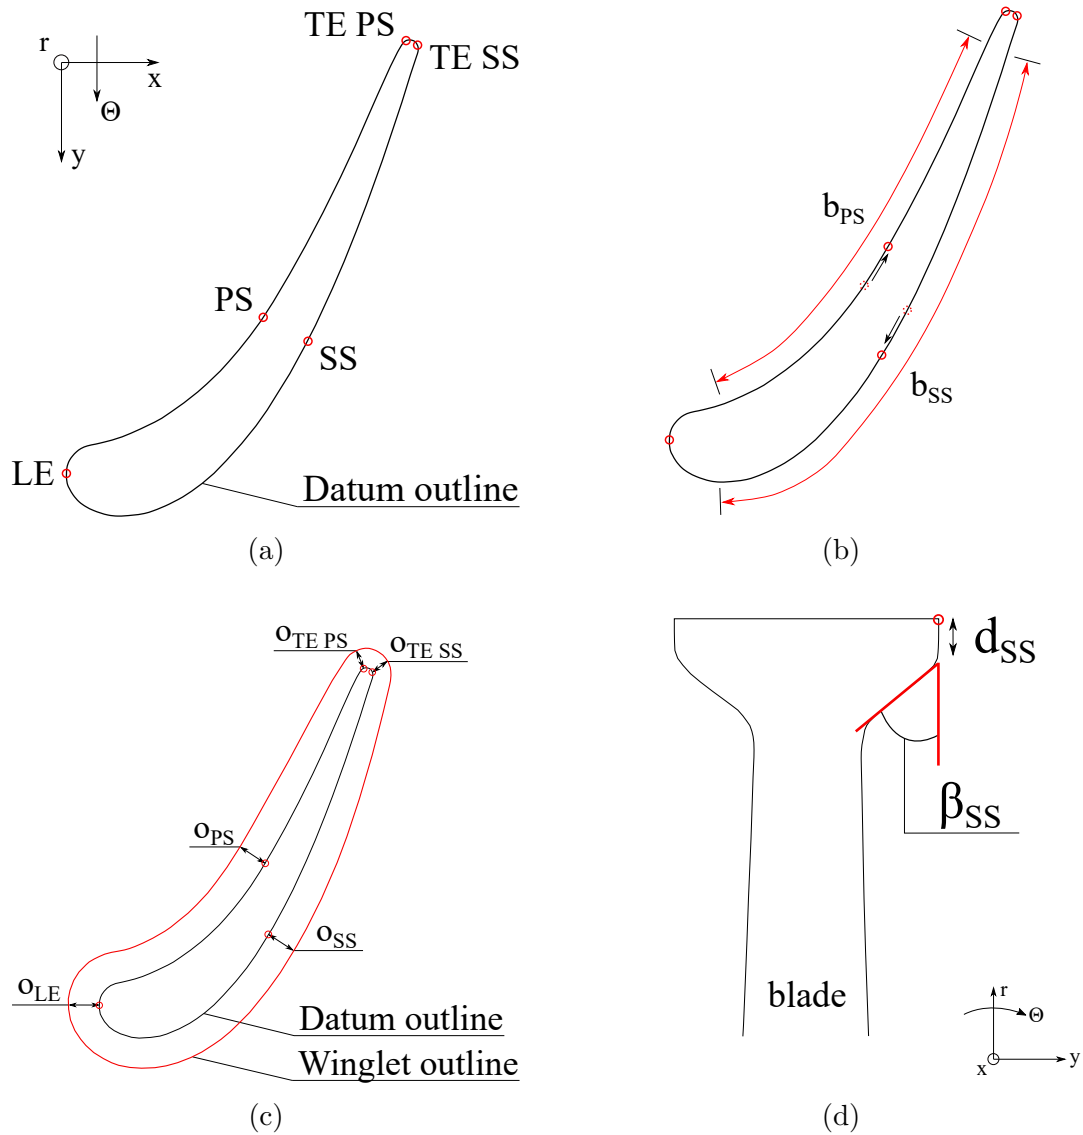 r
x
Θ
y
TE PS
TE SS
PS
SS
LE
Datum outline
(a)
b_PS
b_SS
(b)
o_TE PS
o_TE SS
o_PS
o_SS
o_LE
Datum outline
Winglet outline
(c)
d_SS
β_SS
blade
r
Θ
x
y
(d)